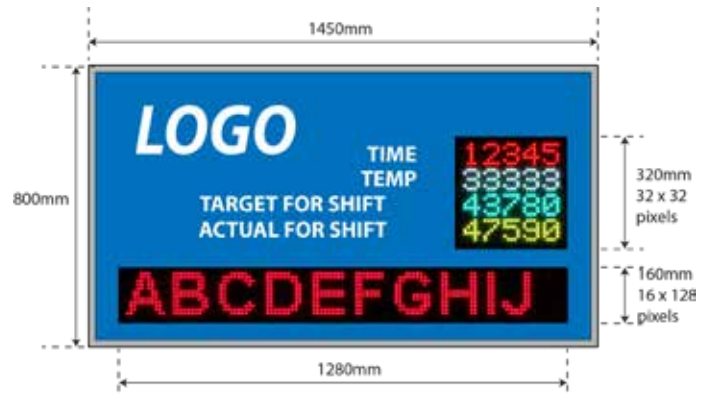 1450mm
LOGO
TIME 12345
TEMP 33333
800mm
TARGET FOR SHIFT 43780
ACTUAL FOR SHIFT 47590
320mm
32 x 32
pixels
ABCDEFGHIJ
160mm
16 x 128
pixels
1280mm